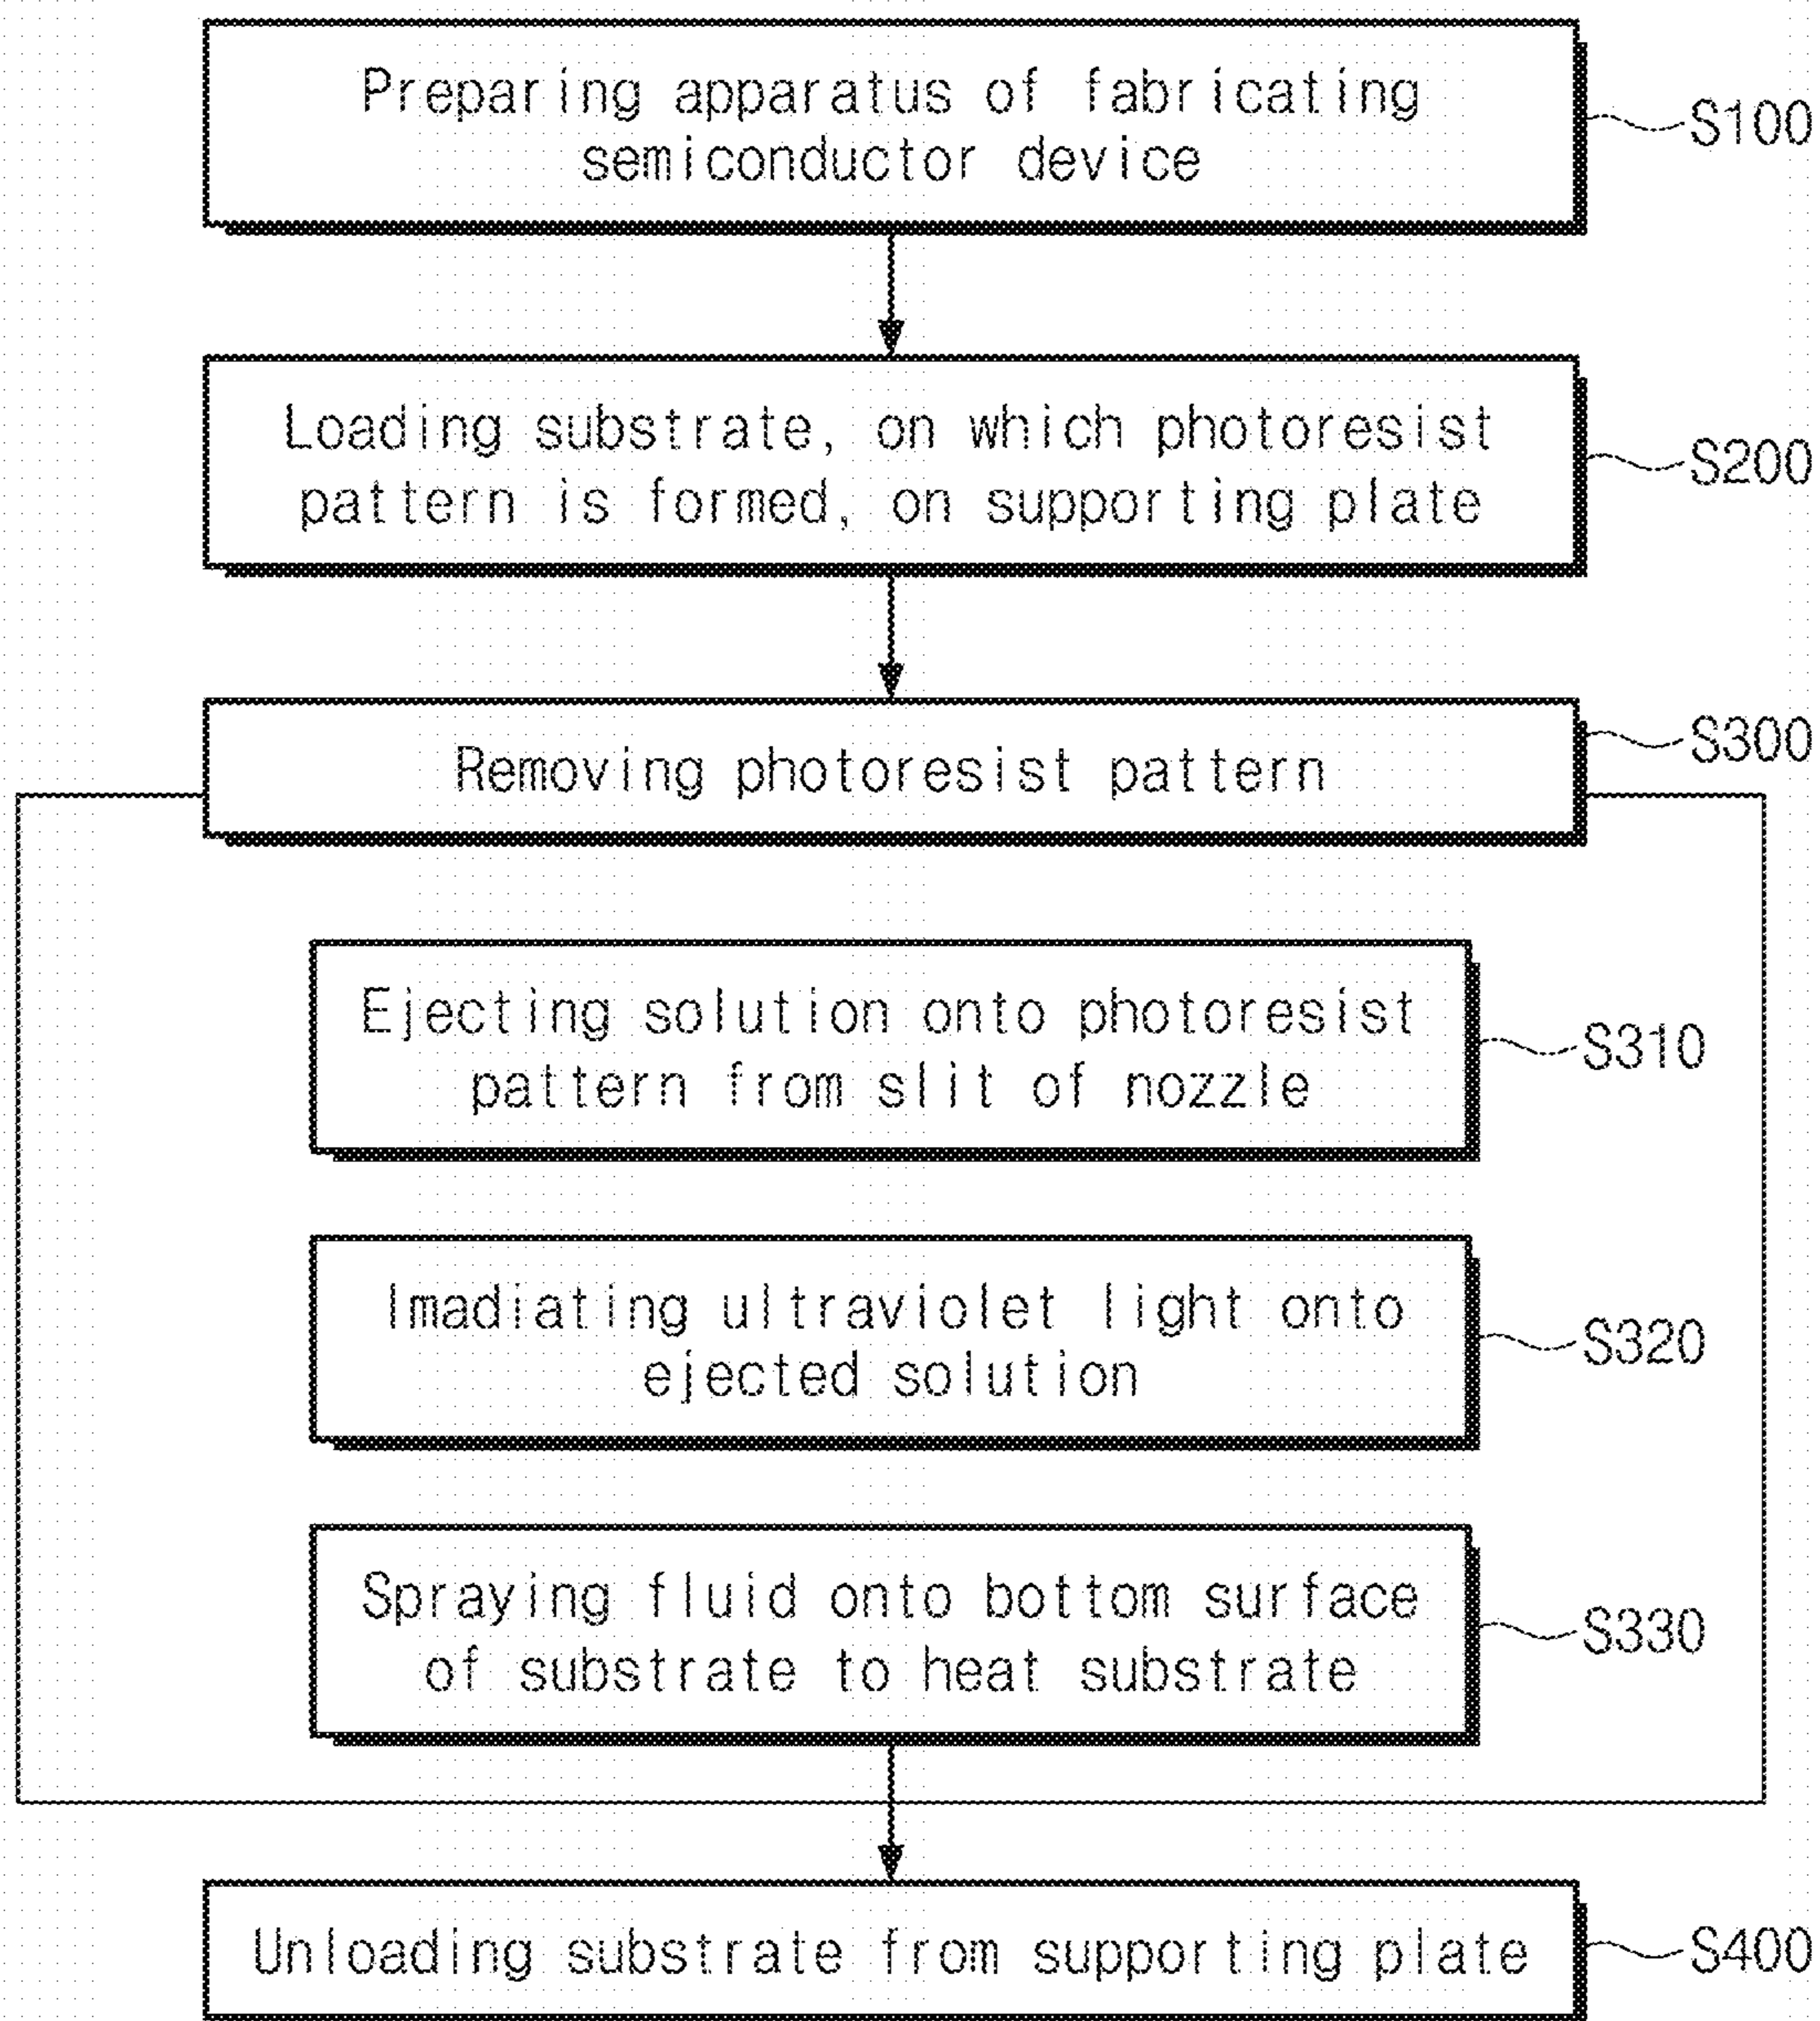 Preparing apparatus of fabricating
semiconductor device
S100
Loading substrate, on which photoresist
pattern is formed, on supporting plate
S200
Removing photoresist pattern
S300
Ejecting solution onto photoresist
pattern from slit of nozzle
S310
Imadiating ultraviolet light onto
ejected solution
S320
Spraying fluid onto bottom surface
of substrate to heat substrate
S330
Unloading substrate from supporting plate
S400